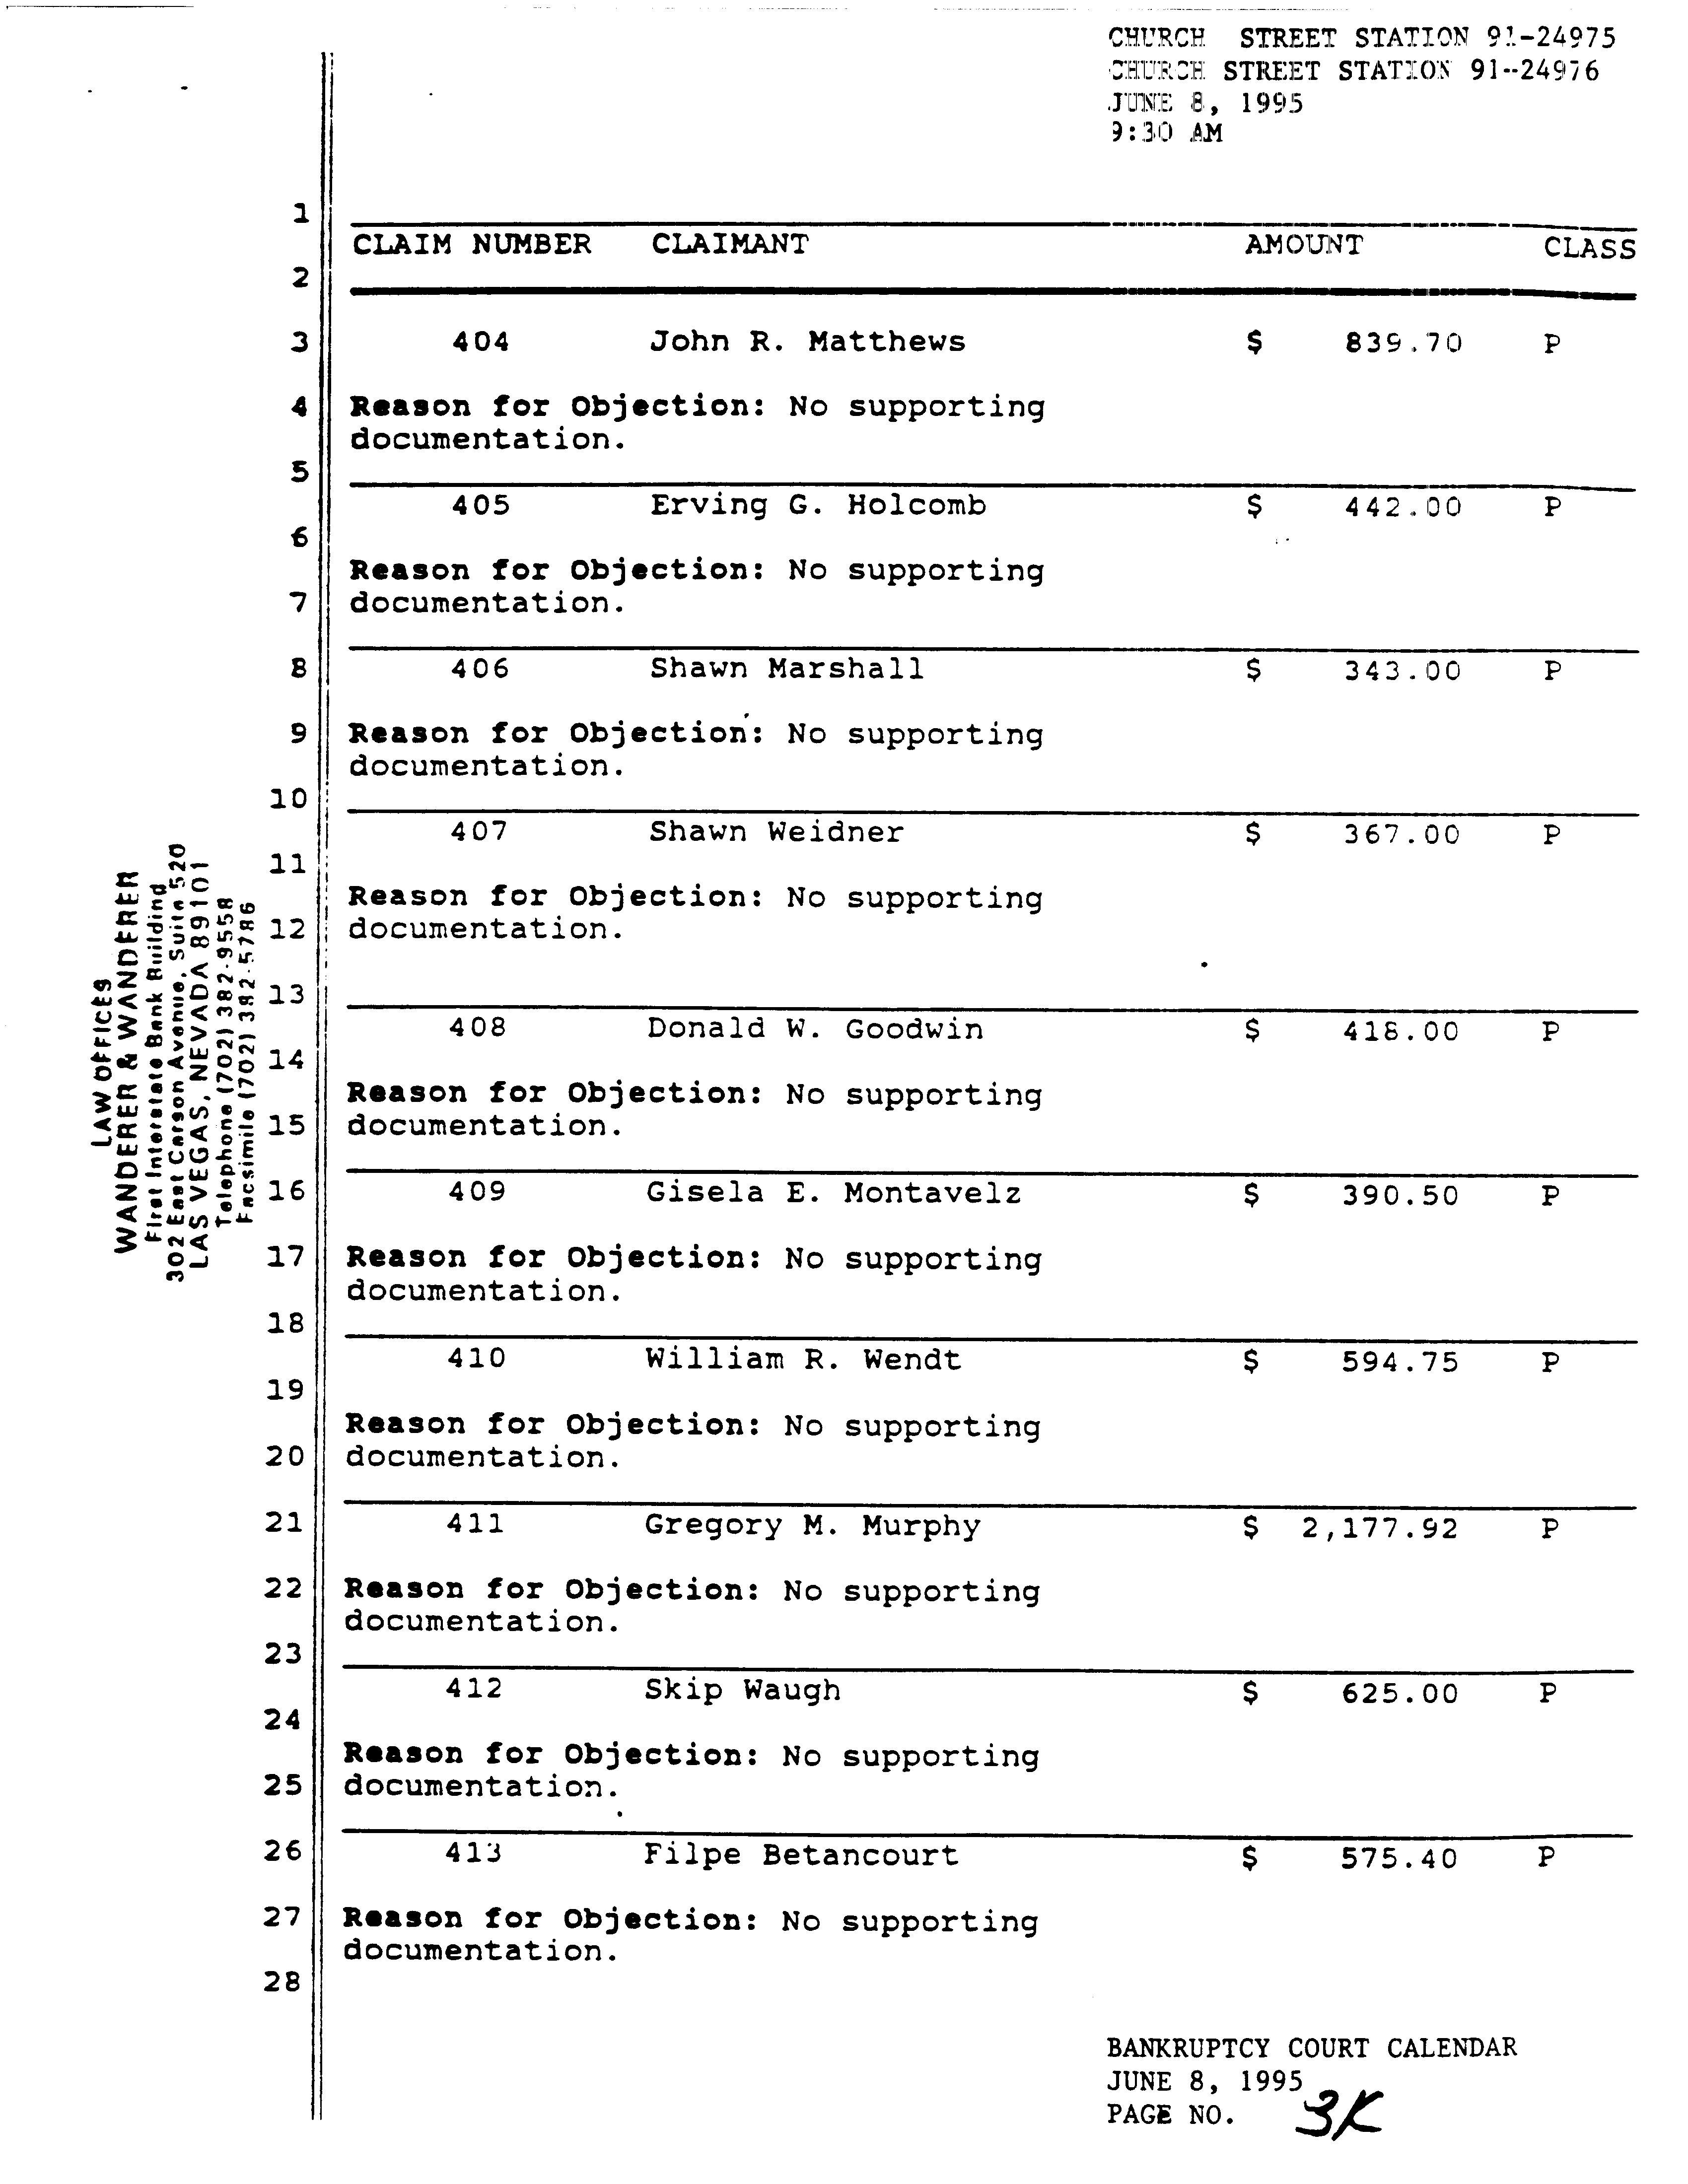 CHURCH STREET STATION 91-24975
CHURCH STREET STATION 91-24976
JUNE 8, 1995
9:30 AM
1
CLAIM NUMBER CLAIMANT AMOUNT CLASS
2
3 404 John R. Matthews $ 839.70 P
4 Reason for Objection: No supporting
documentation.
5
405 Erving G. Holcomb $ 442.00 P
6
Reason for Objection: No supporting
7 documentation.
8 406 Shawn Marshall $ 343.00 P
9 Reason for Objection: No supporting
documentation.
10
407 Shawn Weidner $ 367.00 P
11
Reason for Objection: No supporting
12 documentation.
13
408 Donald W. Goodwin $ 418.00 P
14
Reason for Objection: No supporting
15 documentation.
16 409 Gisela E. Montavelz $ 390.50 P
17 Reason for Objection: No supporting
documentation.
18
410 William R. Wendt $ 594.75 P
19
Reason for Objection: No supporting
20 documentation.
21 411 Gregory M. Murphy $ 2,177.92 P
22 Reason for Objection: No supporting
documentation.
23
412 Skip Waugh $ 625.00 P
24
Reason for Objection: No supporting
25 documentation.
26 413 Filpe Betancourt $ 575.40 P
27 Reason for Objection: No supporting
documentation.
28
LAW OFFICES
WANDERER & WANDERER
First Interstate Bank Building
302 East Carson Avenue, Suite 520
LAS VEGAS, NEVADA 89101
Telephone (702) 382-9558
Facsimile (702) 382-5786
BANKRUPTCY COURT CALENDAR
JUNE 8, 1995
PAGE NO. 3K